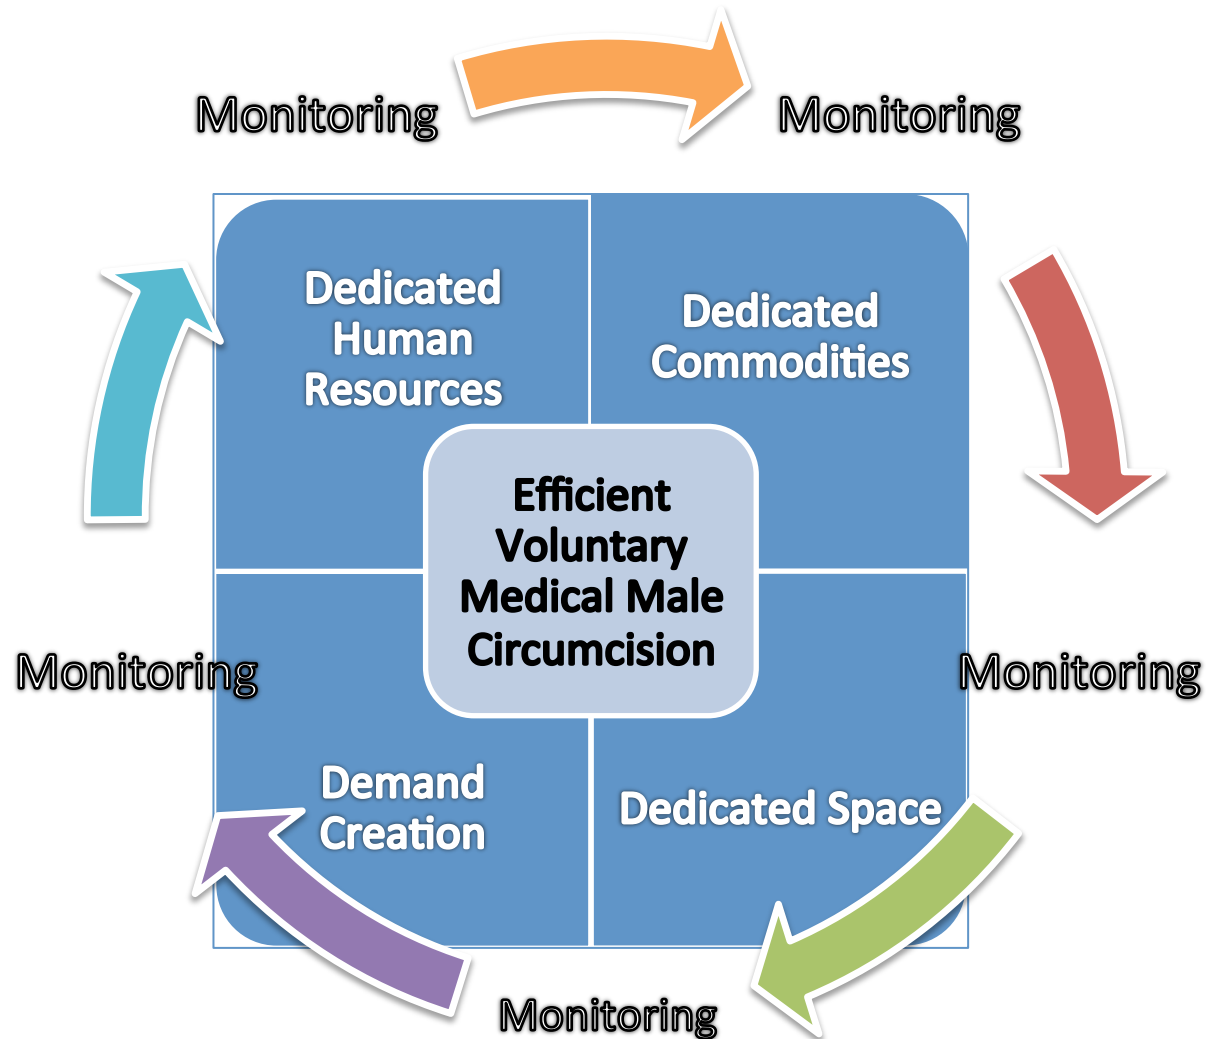 Monitoring
Monitoring
Dedicated
Human
Resources
Dedicated
Commodities
Efficient
Voluntary
Medical Male
Circumcision
Monitoring
Monitoring
Demand
Creation
Dedicated Space
Monitoring